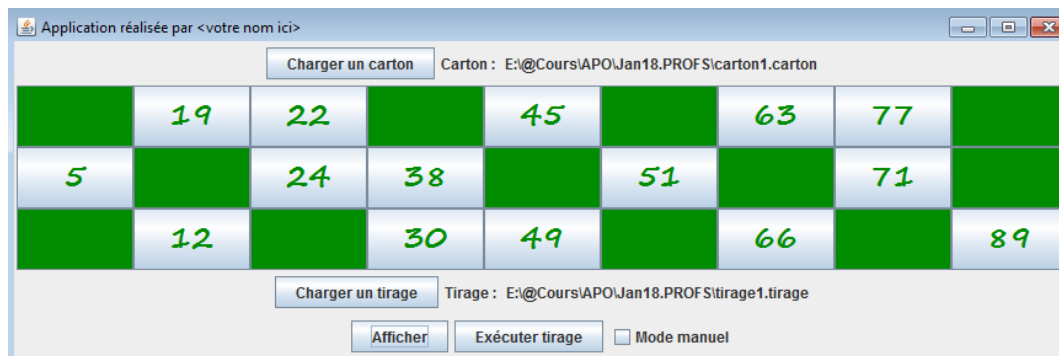 Application réalisée par <votre nom ici>
Charger un carton Carton : E:\@Cours\APO\Jan18.PROFS\carton1.carton
19 22 45 63 77
5 24 38 51 71
12 30 49 66 89
Charger un tirage Tirage : E:\@Cours\APO\Jan18.PROFS\tirage1.tirage
Afficher Exécuter tirage Mode manuel